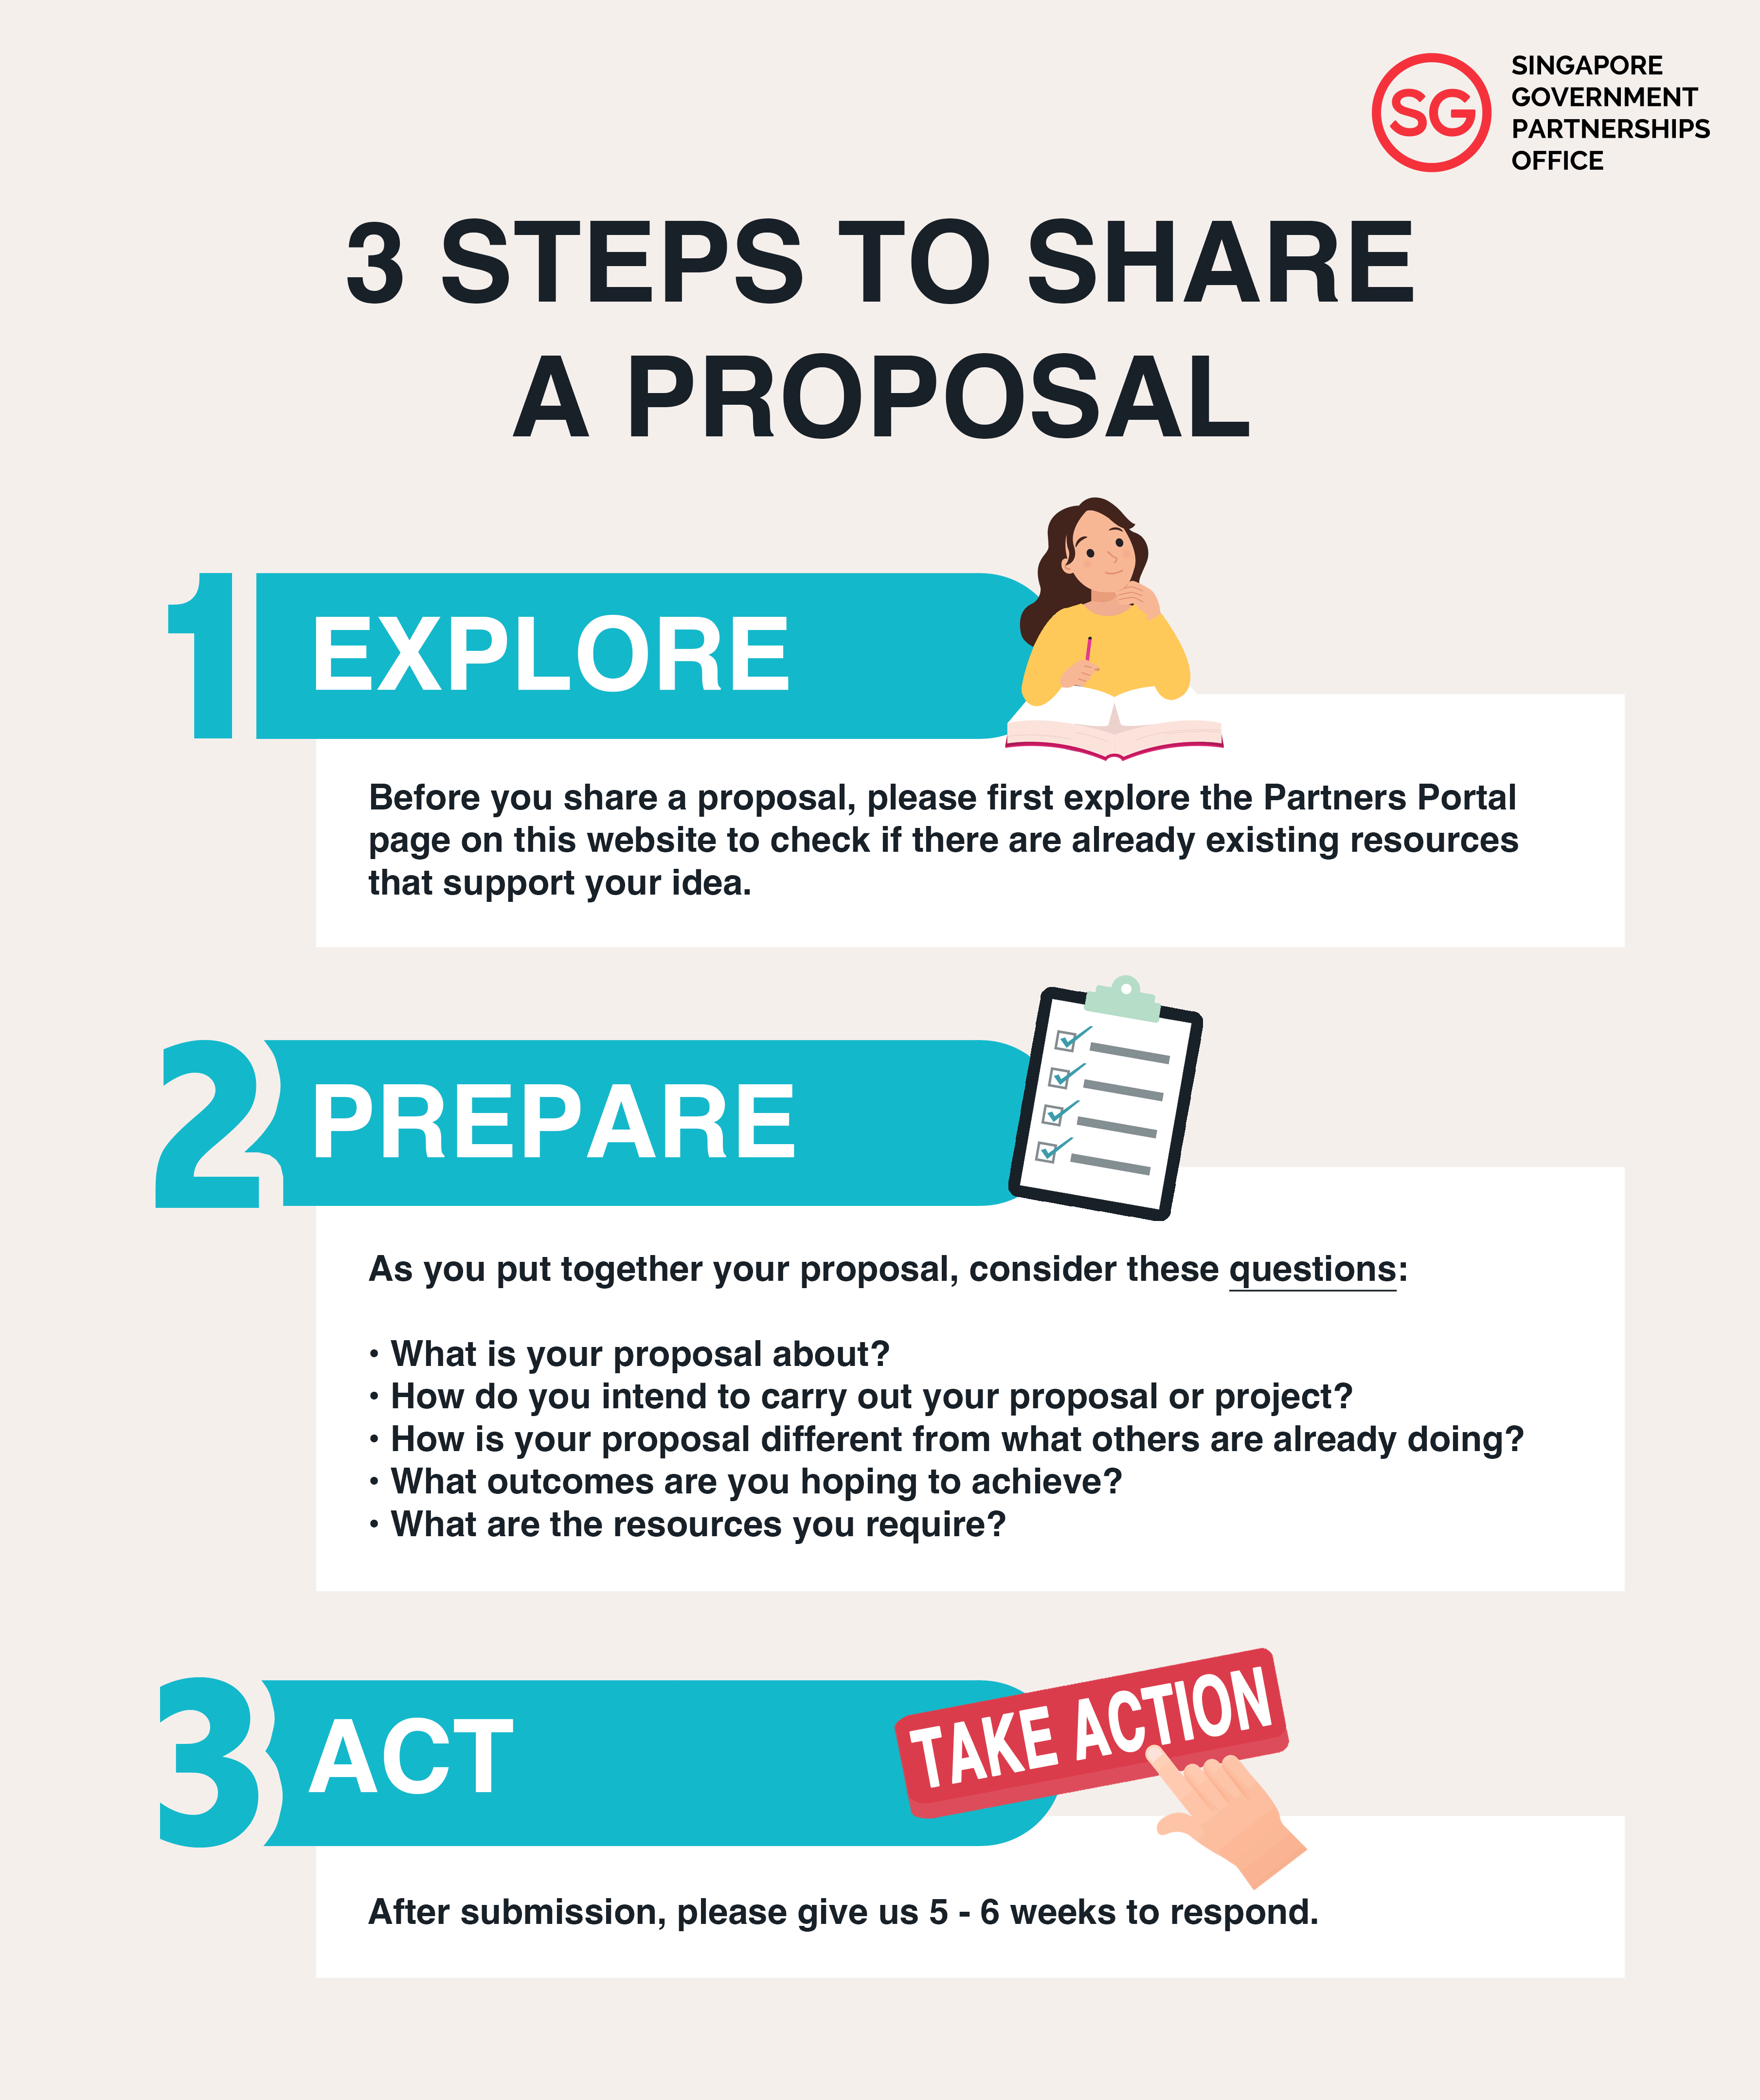 SG
SINGAPORE
GOVERNMENT
PARTNERSHIPS
OFFICE
3 STEPS TO SHARE
A PROPOSAL
1 EXPLORE
Before you share a proposal, please first explore the Partners Portal
page on this website to check if there are already existing resources
that support your idea.
2 PREPARE
As you put together your proposal, consider these questions:
• What is your proposal about?
• How do you intend to carry out your proposal or project?
• How is your proposal different from what others are already doing?
• What outcomes are you hoping to achieve?
• What are the resources you require?
3 ACT
TAKE ACTION
After submission, please give us 5 - 6 weeks to respond.